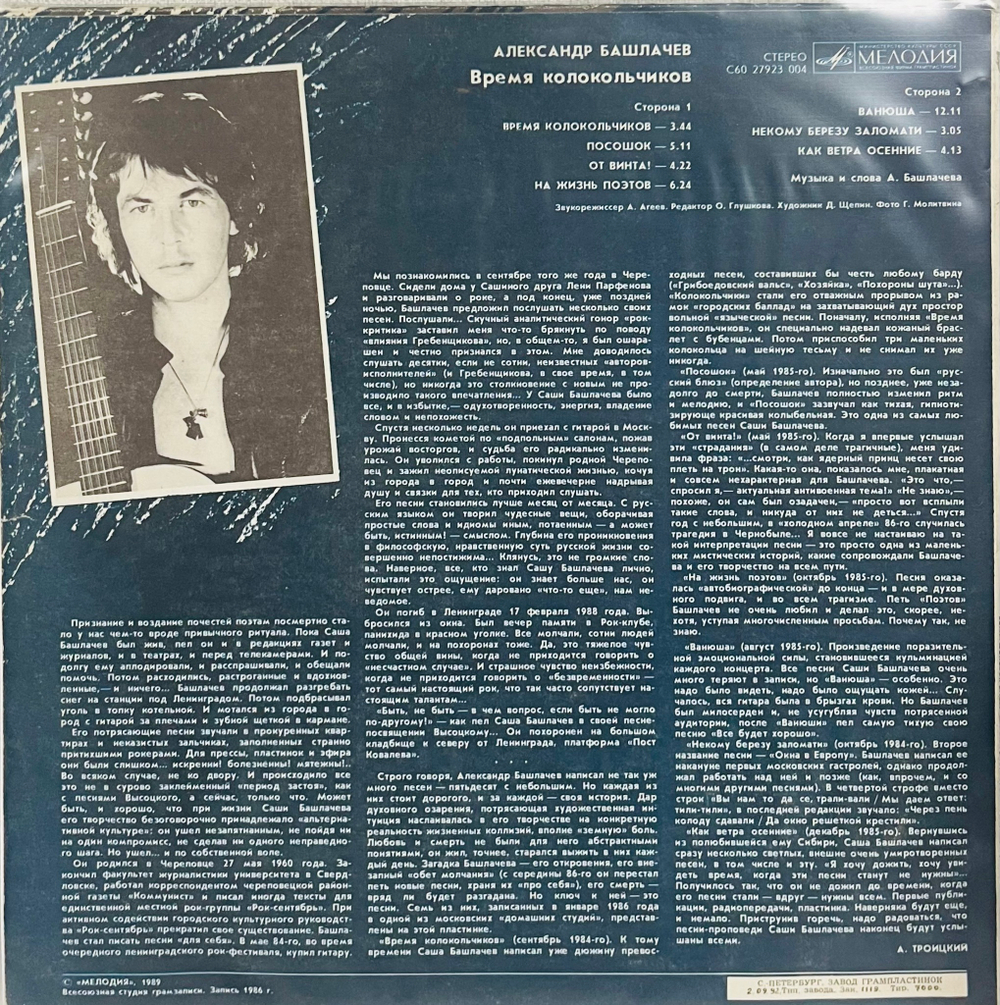 АЛЕКСАНДР БАШЛАЧЕВ
Время колокольчиков
СТЕРЕО
С60 27923 004
МИНИСТЕРСТВО КУЛЬТУРЫ СССР
МЕЛОДИЯ
ВСЕСОЮЗНАЯ ФИРМА ГРАМПЛАСТИНОК
Сторона 1
ВРЕМЯ КОЛОКОЛЬЧИКОВ — 3.44
ПОСОШОК — 5.11
ОТ ВИНТА! — 4.22
НА ЖИЗНЬ ПОЭТОВ — 6.24
Сторона 2
ВАНЮША — 12.11
НЕКОМУ БЕРЕЗУ ЗАЛОМАТИ — 3.05
КАК ВЕТРА ОСЕННИЕ — 4.13
Музыка и слова А. Башлачева
Звукорежиссер А. Агеев. Редактор О. Глушкова. Художник Д. Щепин. Фото Г. Молитвина
Признание и воздание почестей поэтам посмертно ста-
ло у нас чем-то вроде привычного ритуала. Пока Саша
Башлачев был жив, пел он и в редакциях газет и
журналов, и в театрах, и перед телекамерами. И по-
долгу ему аплодировали, и расспрашивали, и обещали
помочь. Потом расходились, растроганные и вдохнов-
ленные,— и ничего... Башлачев продолжал разгребать
снег на станции под Ленинградом. Потом подбрасывал
уголь в топку котельной. И мотался из города в го-
род с гитарой за плечами и зубной щеткой в кармане.
Его потрясающие песни звучали в прокуренных квар-
тирах и неказистых зальчиках, заполненных странно
притихшими рокерами. Для прессы, пластинок и эфира
они были слишком... искренни! болезненны! мятежны!..
Во всяком случае, не ко двору. И происходило все
это не в сурово заклейменный «период застоя», как
с песнями Высоцкого, а сейчас, только что. Может
быть, и хорошо, что при жизни Саши Башлачева
его творчество безоговорочно принадлежало «альтерна-
тивной культуре»: он ушел незапятнанным, не пойдя ни
на один компромисс, не сделав ни одного неправедно-
го шага. Но ушел... и по собственной воле.
Он родился в Череповце 27 мая 1960 года. За-
кончил факультет журналистики университета в Сверд-
ловске, работал корреспондентом череповецкой район-
ной газеты «Коммунист» и писал иногда тексты для
единственной местной рок-группы «Рок-сентябрь». При
активном содействии городского культурного руководст-
ва «Рок-сентябрь» прекратил свое существование. Башла-
чев стал писать песни «для себя». В мае 84-го, во время
очередного ленинградского рок-фестиваля, купил гитару.
Мы познакомились в сентябре того же года в Чере-
повце. Сидели дома у Сашиного друга Лени Парфенова
и разговаривали о роке, а под конец, уже поздней
ночью, Башлачев предложил послушать несколько своих
песен. Послушали... Скучный аналитический гонор «рок-
критика» заставил меня что-то брякнуть по поводу
«влияния Гребенщикова», но, в общем-то, я был ошара-
шен и честно признался в этом. Мне доводилось
слушать десятки, если не сотни, неизвестных «авторов-
исполнителей» (и Гребенщикова, в свое время, в том
числе), но никогда это столкновение с новым не про-
изводило такого впечатления... У Саши Башлачева было
все, и в избытке,— одухотворенность, энергия, владение
словом и непохожесть.
Спустя несколько недель он приехал с гитарой в Моск-
ву. Пронесся кометой по «подпольным» салонам, пожав
урожай восторгов, и судьба его радикально измени-
лась. Он уволился с работы, покинул родной Черепо-
вец и зажил неописуемой лунатической жизнью, кочуя
из города в город и почти ежевечерне надрывая
душу и связки для тех, кто приходил слушать.
Его песни становились лучше месяц от месяца. С рус-
ским языком он творил чудесные вещи, оборачивая
простые слова и идиомы иным, потаенным — а может
быть, истинным! — смыслом. Глубина его проникновения
в философскую, нравственную суть русской жизни со-
вершенно непостижима... Клянусь, это не громкие сло-
ва. Наверное, все, кто знал Сашу Башлачева лично,
испытали это ощущение: он знает больше нас, он
чувствует острее, ему даровано «что-то еще», нам не-
ведомое.
Он погиб в Ленинграде 17 февраля 1988 года. Вы-
бросился из окна. Был вечер памяти в Рок-клубе,
панихида в красном уголке. Все молчали, сотни людей
молчали, и на похоронах тоже. Да, это тяжелое чув-
ство общей вины, когда не приходится говорить о
«несчастном случае». И страшное чувство неизбежности,
когда не приходится говорить о «безвременности» —
тот самый настоящий рок, что так часто сопутствует на-
стоящим талантам...
«Быть, не быть — в чем вопрос, если быть не могло
по-другому!» — как пел Саша Башлачев в своей песне-
посвящении Высоцкому... Он похоронен на большом
кладбище к северу от Ленинграда, платформа «Пост
Ковалева».
· · ·
Строго говоря, Александр Башлачев написал не так уж
много песен — пятьдесят с небольшим. Но каждая из
них стоит дорогого, и за каждой — своя история. Дар
духовного озарения, потрясающая художественная ин-
туиция наслаивалась в его творчестве на конкретную
реальность жизненных коллизий, вполне «земную» боль.
Любовь и смерть не были для него абстрактными
понятиями, он жил, точнее, старался выжить в них каж-
дый день. Загадка Башлачева — его откровения, его вне-
запный «обет молчания» (с середины 86-го он перестал
петь новые песни, храня их «про себя»), его смерть —
вряд ли будет разгадана. Но ключ к ней — это
песни. Семь из них, записанных в январе 1986 года
в одной из московских «домашних студий», представ-
лены на этой пластинке.
«Время колокольчиков» (сентябрь 1984-го). К тому
времени Саша Башлачев написал уже дюжину превос-
ходных песен, составивших бы честь любому барду
(«Грибоедовский вальс», «Хозяйка», «Похороны шута»...).
«Колокольчики» стали его отважным прорывом из ра-
мок «городских баллад» на захватывающий дух простор
вольной «языческой» песни. Поначалу, исполняя «Время
колокольчиков», он специально надевал кожаный брас-
лет с бубенцами. Потом приспособил три маленьких
колокольца на шейную тесьму и не снимал их уже
никогда.
«Посошок» (май 1985-го). Изначально это был «рус-
ский блюз» (определение автора), но позднее, уже неза-
долго до смерти, Башлачев полностью изменил ритм
и мелодию, и «Посошок» зазвучал как тихая, гипноти-
зирующе красивая колыбельная. Это одна из самых лю-
бимых песен Саши Башлачева.
«От винта!» (май 1985-го). Когда я впервые услышал
эти «страдания» (в самом деле трагичные), меня уди-
вила фраза: «...смотри, как ядерный принц несет свою
плеть на трон». Какая-то она, показалось мне, плакатная
и совсем нехарактерная для Башлачева. «Это что,—
спросил я,— актуальная антивоенная тема!» «Не знаю»,—
похоже, он сам был озадачен,— «просто вот всплыли
такие слова, и никуда от них не деться...» Спустя
год с небольшим, в «холодном апреле» 86-го случилась
трагедия в Чернобыле... Я вовсе не настаиваю на та-
кой интерпретации песни — это просто одна из малень-
ких мистических историй, какие сопровождали Башлаче-
ва и его творчество на всем пути.
«На жизнь поэтов» (октябрь 1985-го). Песня оказа-
лась «автобиографической» до конца — и в мере духов-
ного подвига, и во всем трагизме. Петь «Поэтов»
Башлачев не очень любил и делал это, скорее, не-
хотя, уступая многочисленным просьбам. Почему так, не
знаю.
«Ванюша» (август 1985-го). Произведение поразитель-
ной эмоциональной силы, становившееся кульминацией
каждого концерта. Все песни Саши Башлачева очень
много теряют в записи, но «Ванюша» — особенно. Это
надо было видеть, надо было ощущать кожей... Слу-
чалось, вся гитара была в брызгах крови. Но Башлачев
был милосерден и, не усугубляя чувств потрясенной
аудитории, после «Ванюши» пел самую тихую свою
песню «Все будет хорошо».
«Некому березу заломати» (октябрь 1984-го). Второе
название песни — «Окна в Европу». Башлачев написал ее
накануне первых московских гастролей, однако продол-
жал работать над ней и позже (как, впрочем, и со
многими другими песнями). В четвертой строфе вместо
строк «Вы нам то да се, трали-вали / Мы даем ответ:
тили-тили», в последней редакции звучало: «Через пень
колоду сдавали / Да окно решеткой крестили».
«Как ветра осенние» (декабрь 1985-го). Вернувшись
из полюбившейся ему Сибири, Саша Башлачев написал
сразу несколько светлых, внешне очень умиротворенных
песен, в том числе и эту. «Я хочу дожить, хочу уви-
деть время, когда эти песни станут не нужны»...
Получилось так, что он не дожил до времени, когда
его песни стали — вдруг — нужны всем. Первые публи-
кации, радиопередачи, пластинка. Наверняка будет еще,
и немало. Приструнив горечь, надо радоваться, что
песни-проповеди Саши Башлачева наконец будут услы-
шаны всеми.
А. ТРОИЦКИЙ
© «МЕЛОДИЯ», 1989
Всесоюзная студия грамзаписи. Запись 1986 г.
С-ПЕТЕРБУРГ. ЗАВОД ГРАМПЛАСТИНОК
2.09.92. Тип. завода. Зак. 1118. Тир. 7000.